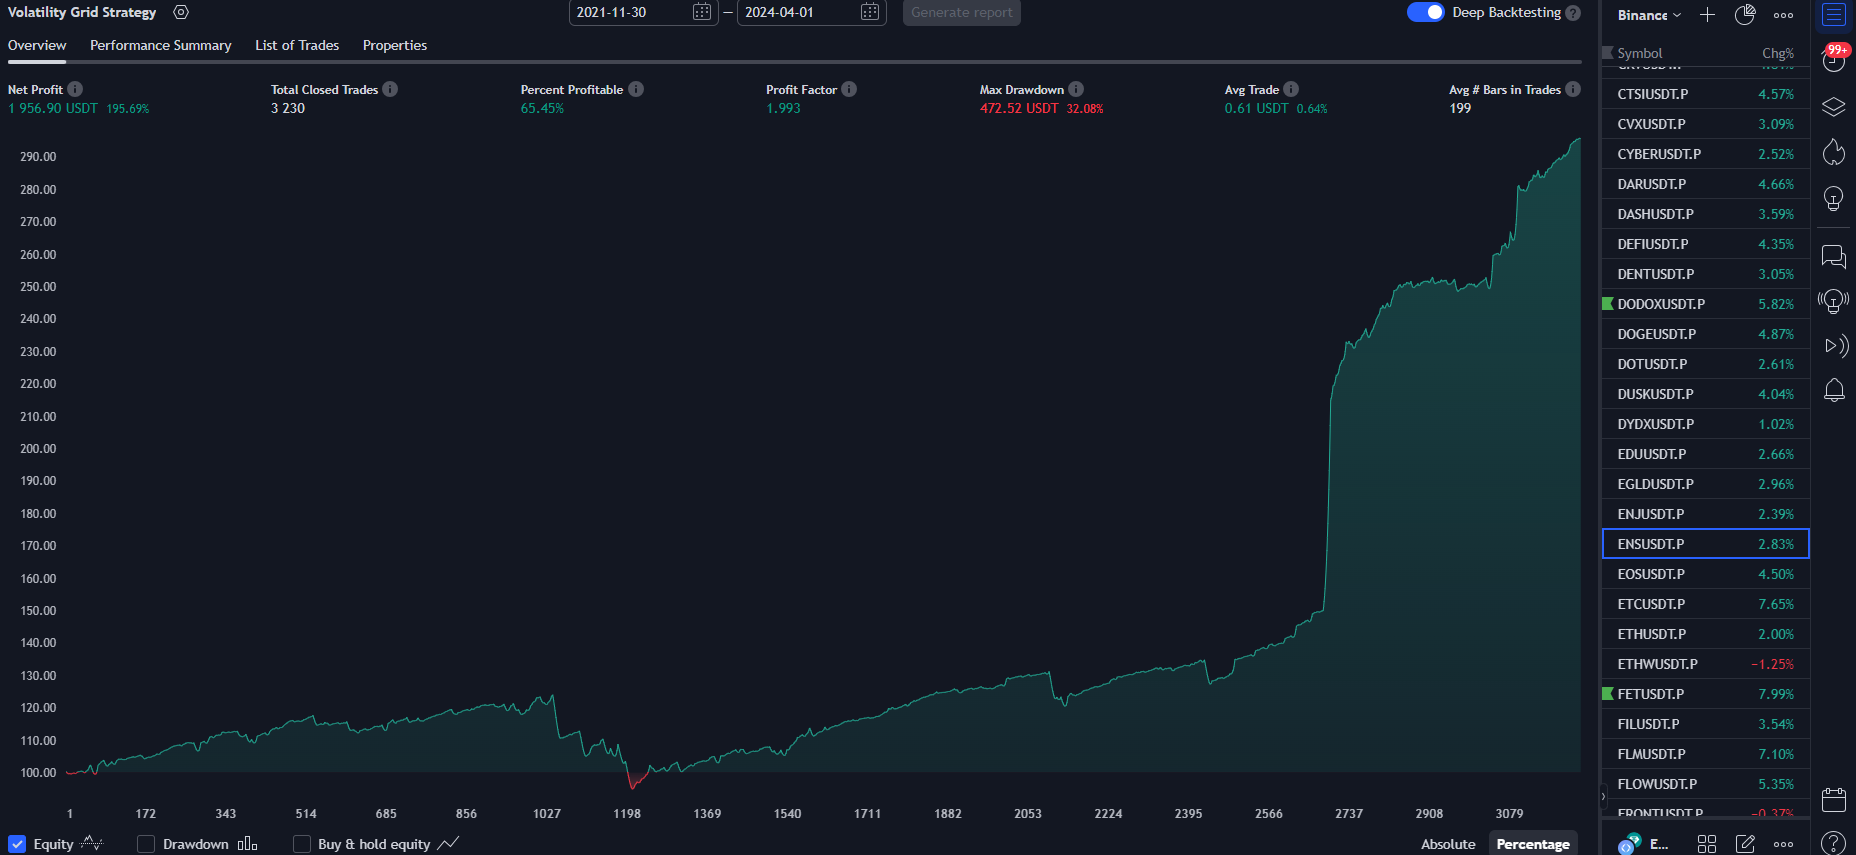 Volatility Grid Strategy
2021-11-30 — 2024-04-01 Generate report
Deep Backtesting ?
Overview Performance Summary List of Trades Properties
Net Profit
1 956.90 USDT 195.69%
Total Closed Trades
3 230
Percent Profitable
65.45%
Profit Factor
1.993
Max Drawdown
472.52 USDT 32.08%
Avg Trade
0.61 USDT 0.64%
Avg # Bars in Trades
199
290.00
280.00
270.00
260.00
250.00
240.00
230.00
220.00
210.00
200.00
190.00
180.00
170.00
160.00
150.00
140.00
130.00
120.00
110.00
100.00
1 172 343 514 685 856 1027 1198 1369 1540 1711 1882 2053 2224 2395 2566 2737 2908 3079
Equity Drawdown Buy & hold equity
Absolute Percentage
Binance
99+
Symbol Chg%
CTSIUSDT.P 4.57%
CVXUSDT.P 3.09%
CYBERUSDT.P 2.52%
DARUSDT.P 4.66%
DASHUSDT.P 3.59%
DEFIUSDT.P 4.35%
DENTUSDT.P 3.05%
DODOXUSDT.P 5.82%
DOGEUSDT.P 4.87%
DOTUSDT.P 2.61%
DUSKUSDT.P 4.04%
DYDXUSDT.P 1.02%
EDUUSDT.P 2.66%
EGLDUSDT.P 2.96%
ENJUSDT.P 2.39%
ENSUSDT.P 2.83%
EOSUSDT.P 4.50%
ETCUSDT.P 7.65%
ETHUSDT.P 2.00%
ETHWUSDT.P −1.25%
FETUSDT.P 7.99%
FILUSDT.P 3.54%
FLMUSDT.P 7.10%
FLOWUSDT.P 5.35%
FRONTUSDT.P −0.37%
E...